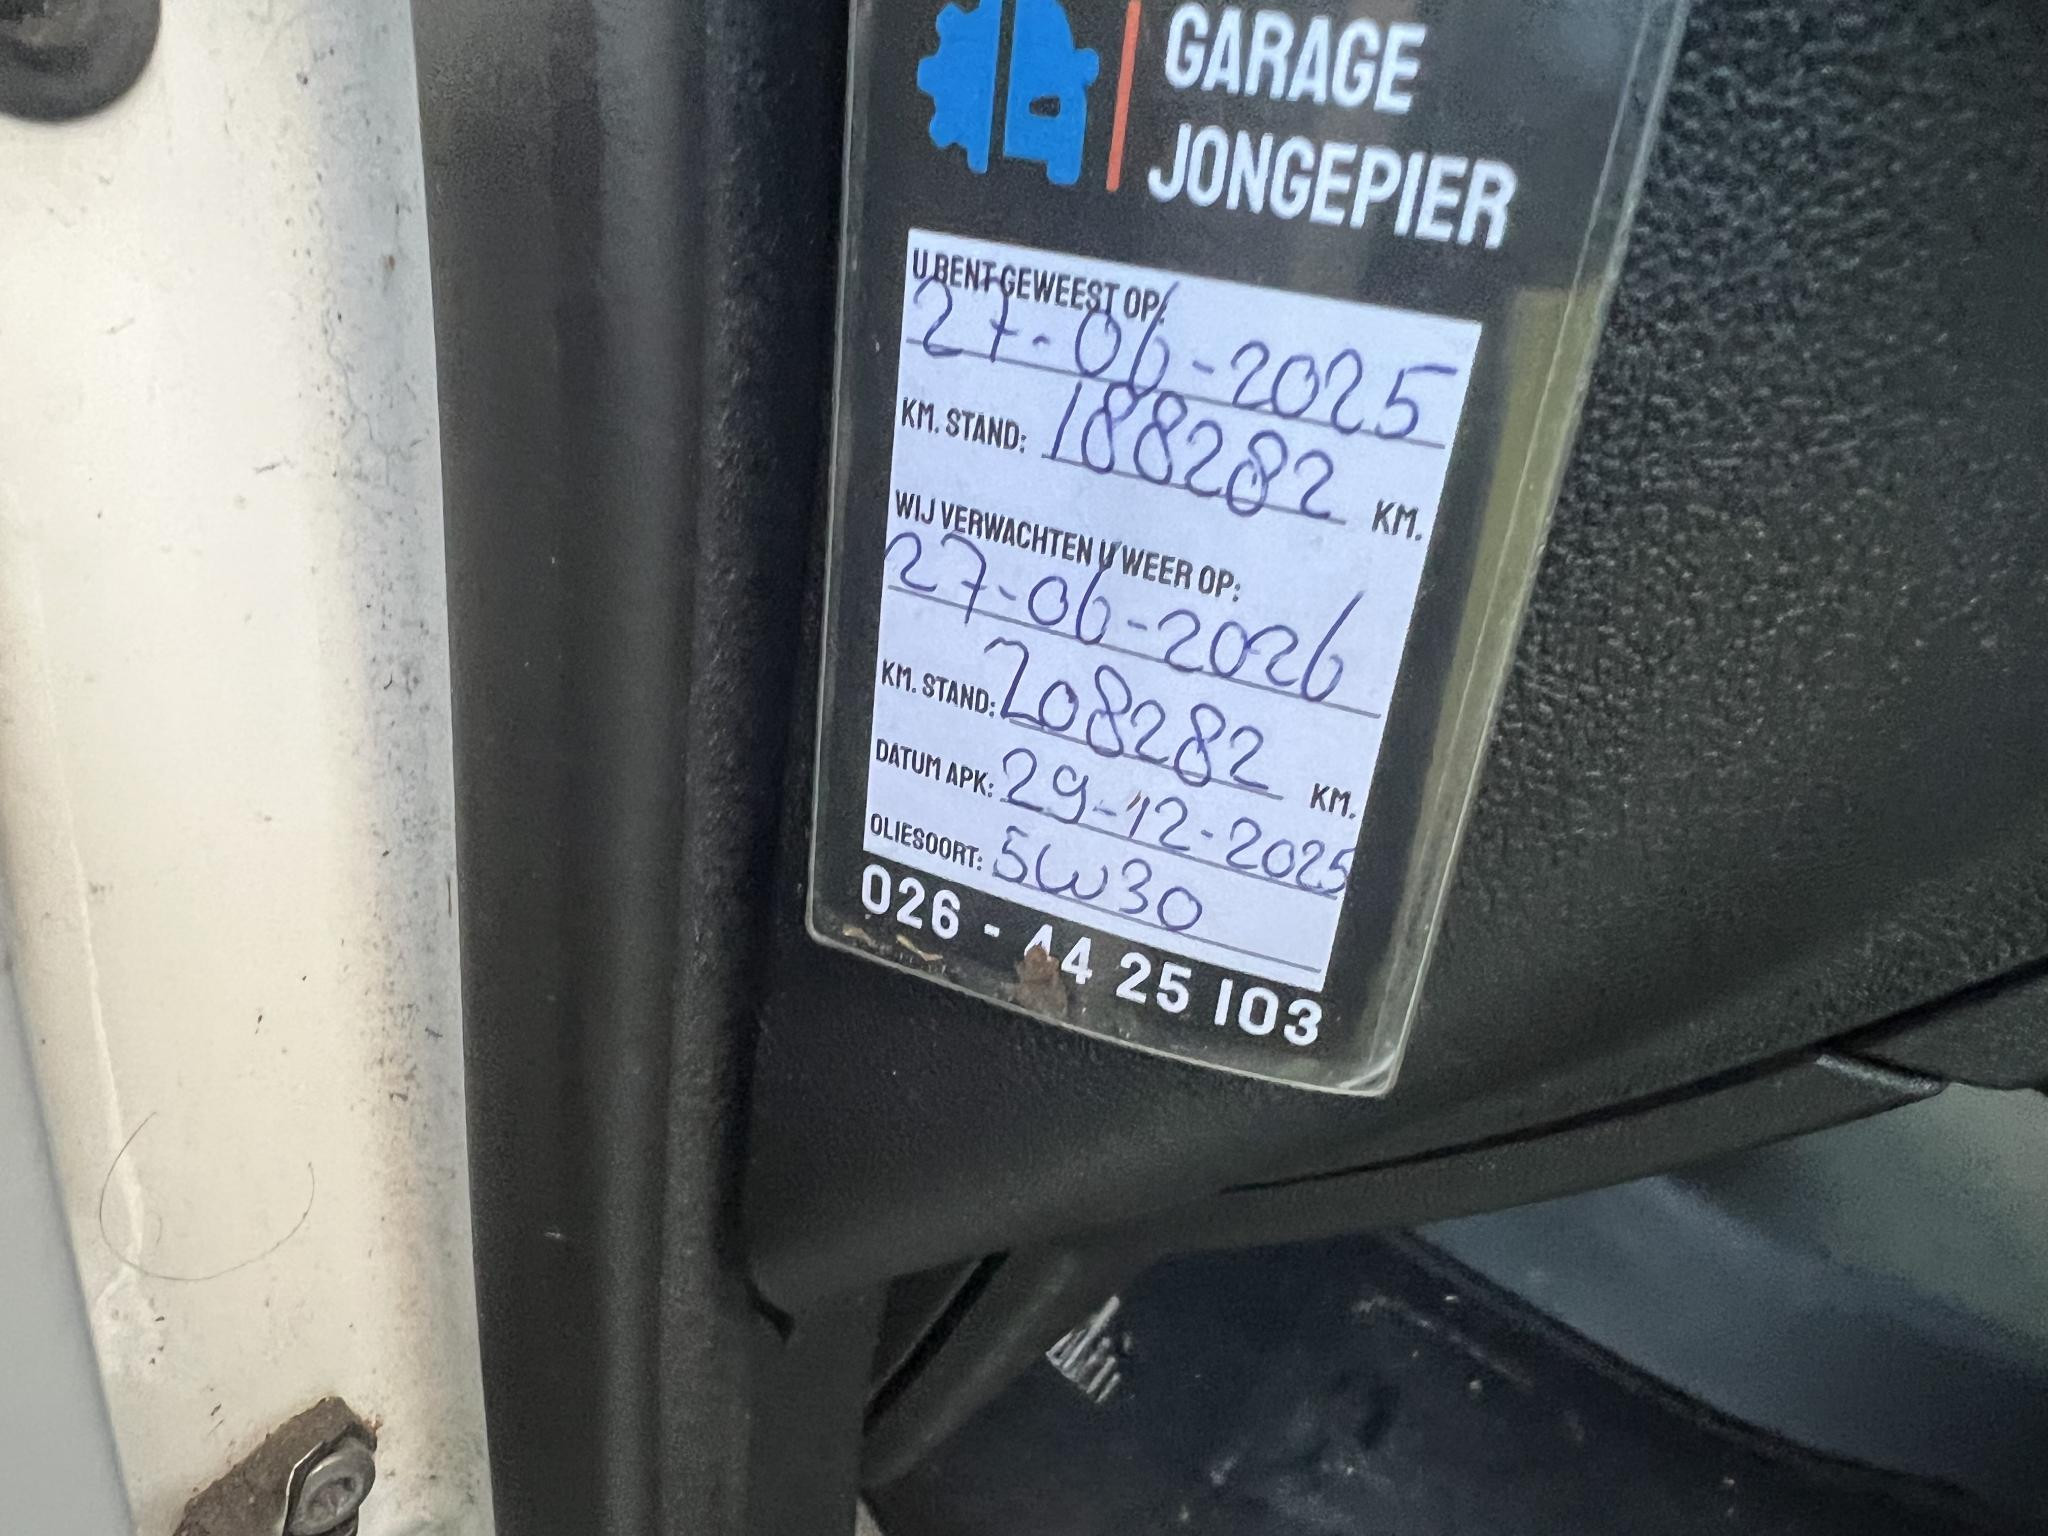 GARAGE
JONGEPIER
U BENT GEWEEST OP:
27-06-2025
KM. STAND: 188282 KM.
WIJ VERWACHTEN U WEER OP:
27-06-2026
KM. STAND: 208282 KM.
DATUM APK: 29-12-2025
OLIESOORT: 5W30
026 - 44 25 103